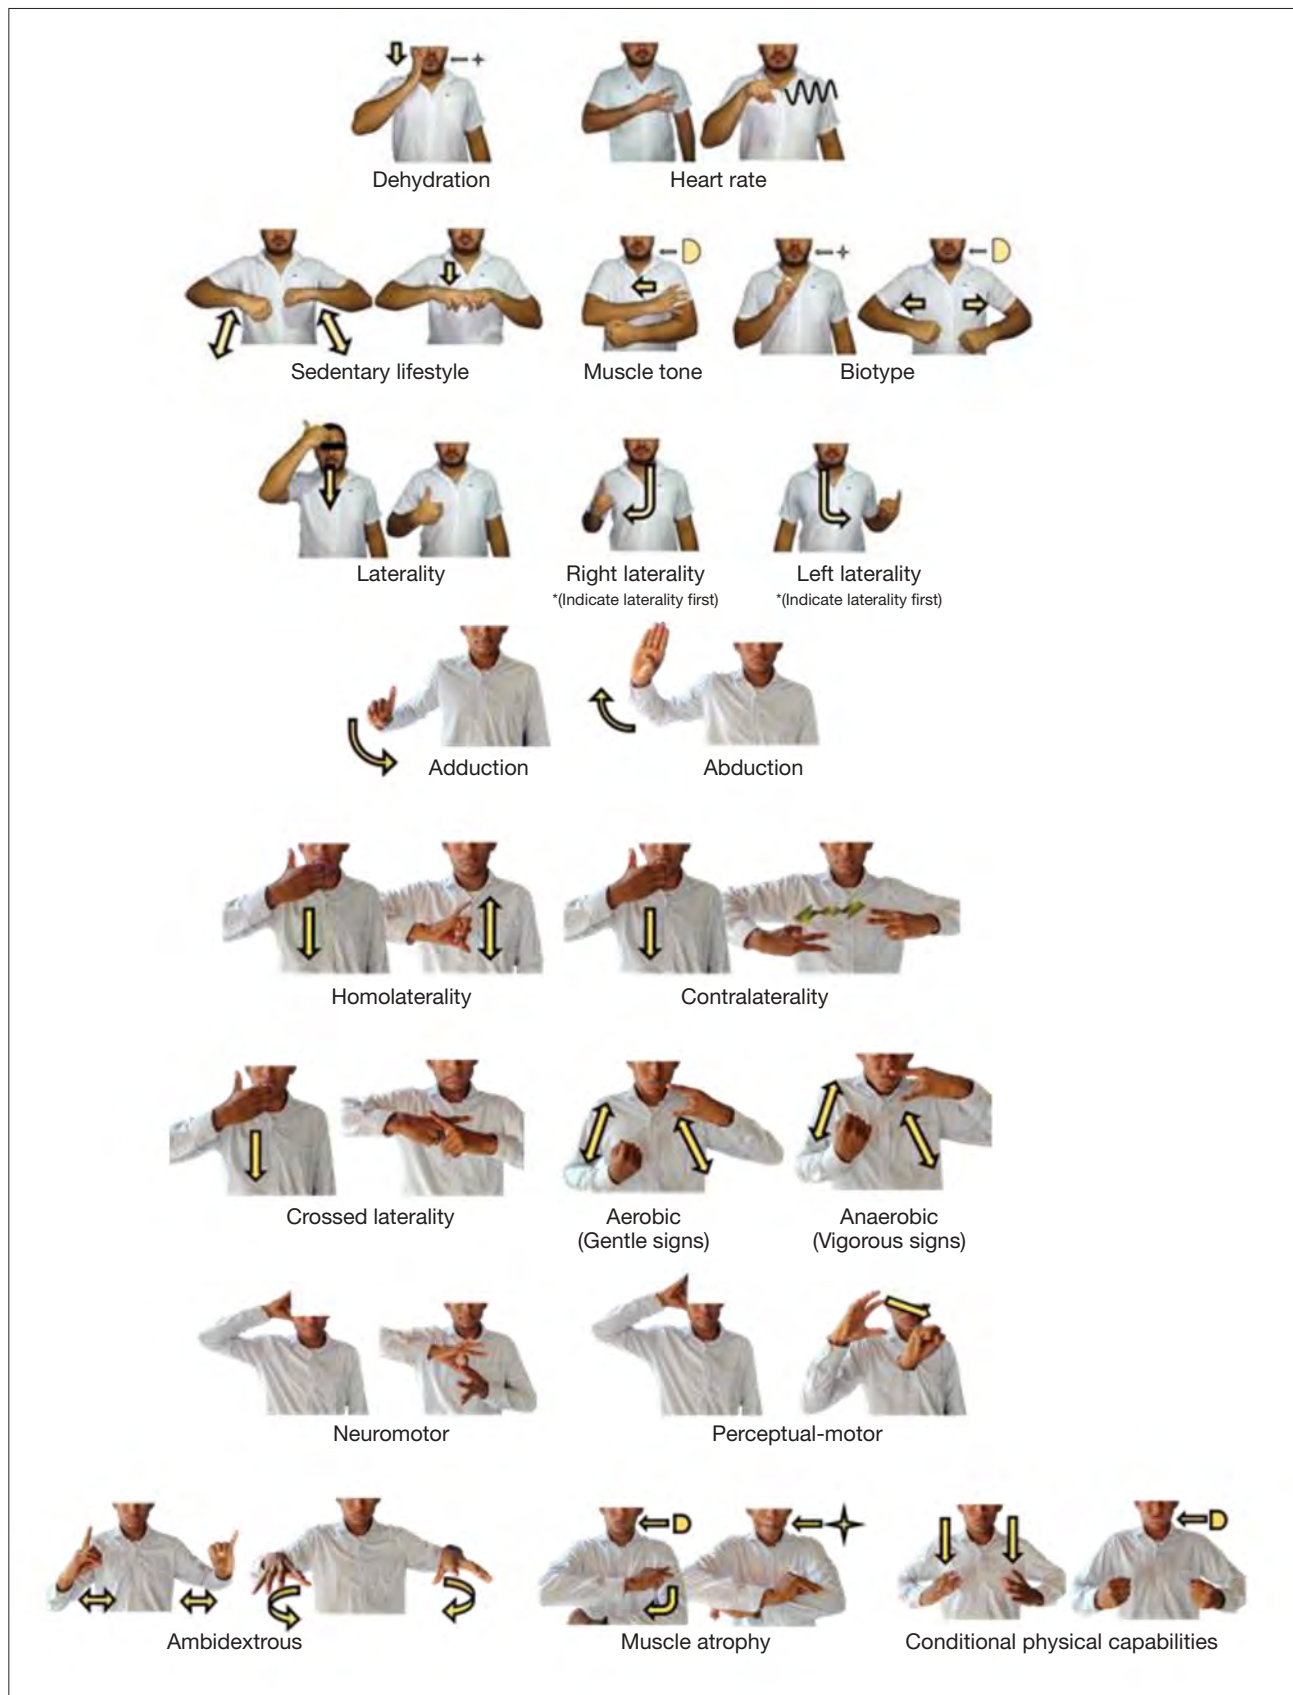 Dehydration
Heart rate
Sedentary lifestyle
Muscle tone
Biotype
Laterality
Right laterality
*(Indicate laterality first)
Left laterality
*(Indicate laterality first)
Adduction
Abduction
Homolaterality
Contralaterality
Crossed laterality
Aerobic
(Gentle signs)
Anaerobic
(Vigorous signs)
Neuromotor
Perceptual-motor
Ambidextrous
Muscle atrophy
Conditional physical capabilities